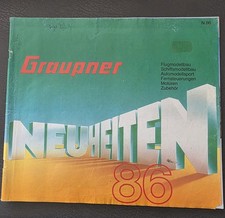 Graupner
Flugmodellbau
Schiffsmodellbau
Automodellsport
Fernsteuerungen
Motoren
Zubehör
NEUHEITEN
86